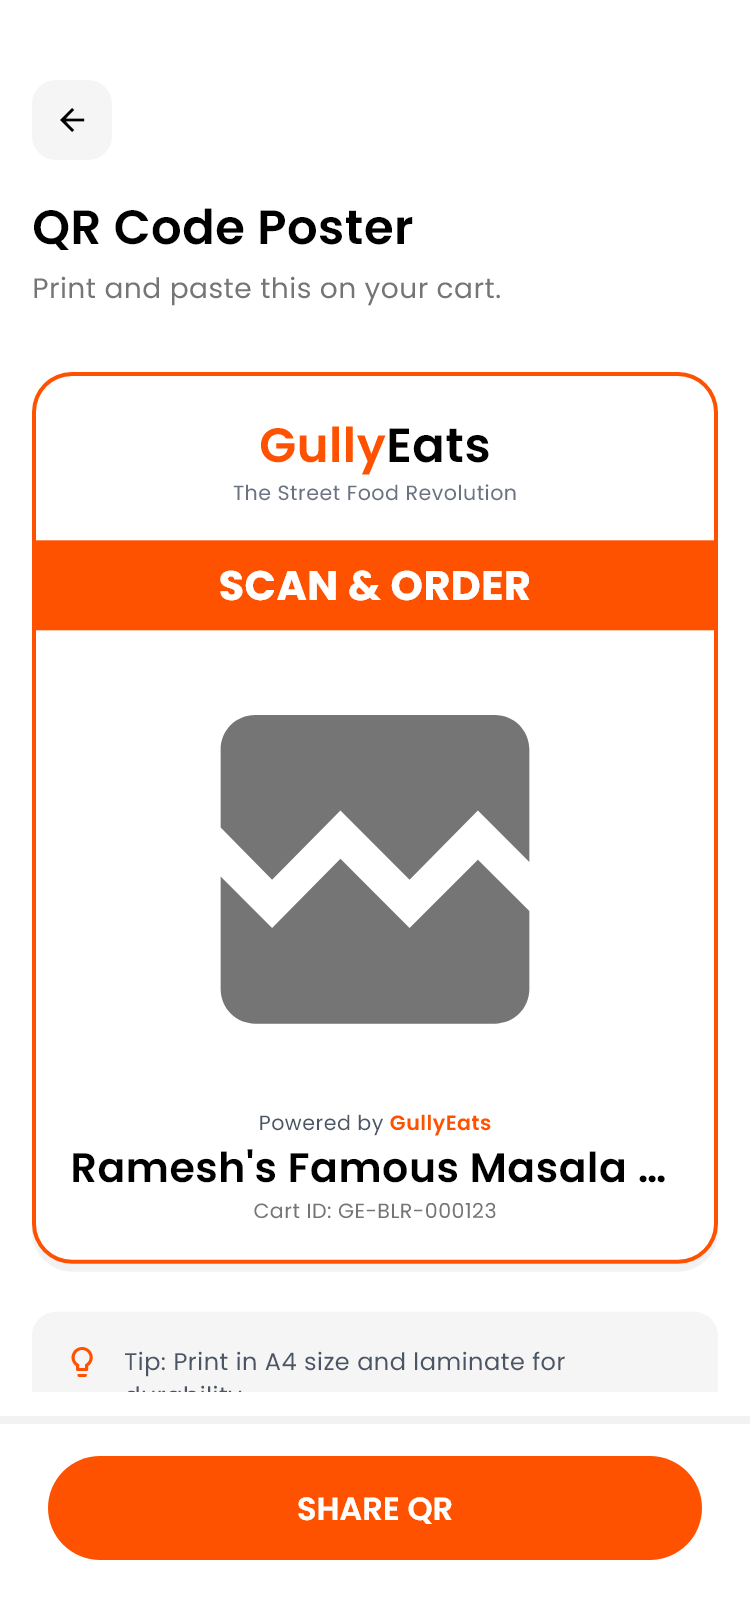 QR Code Poster
Print and paste this on your cart.
GullyEats
The Street Food Revolution
SCAN & ORDER
Powered by GullyEats
Ramesh's Famous Masala ...
Cart ID: GE-BLR-000123
Tip: Print in A4 size and laminate for
SHARE QR